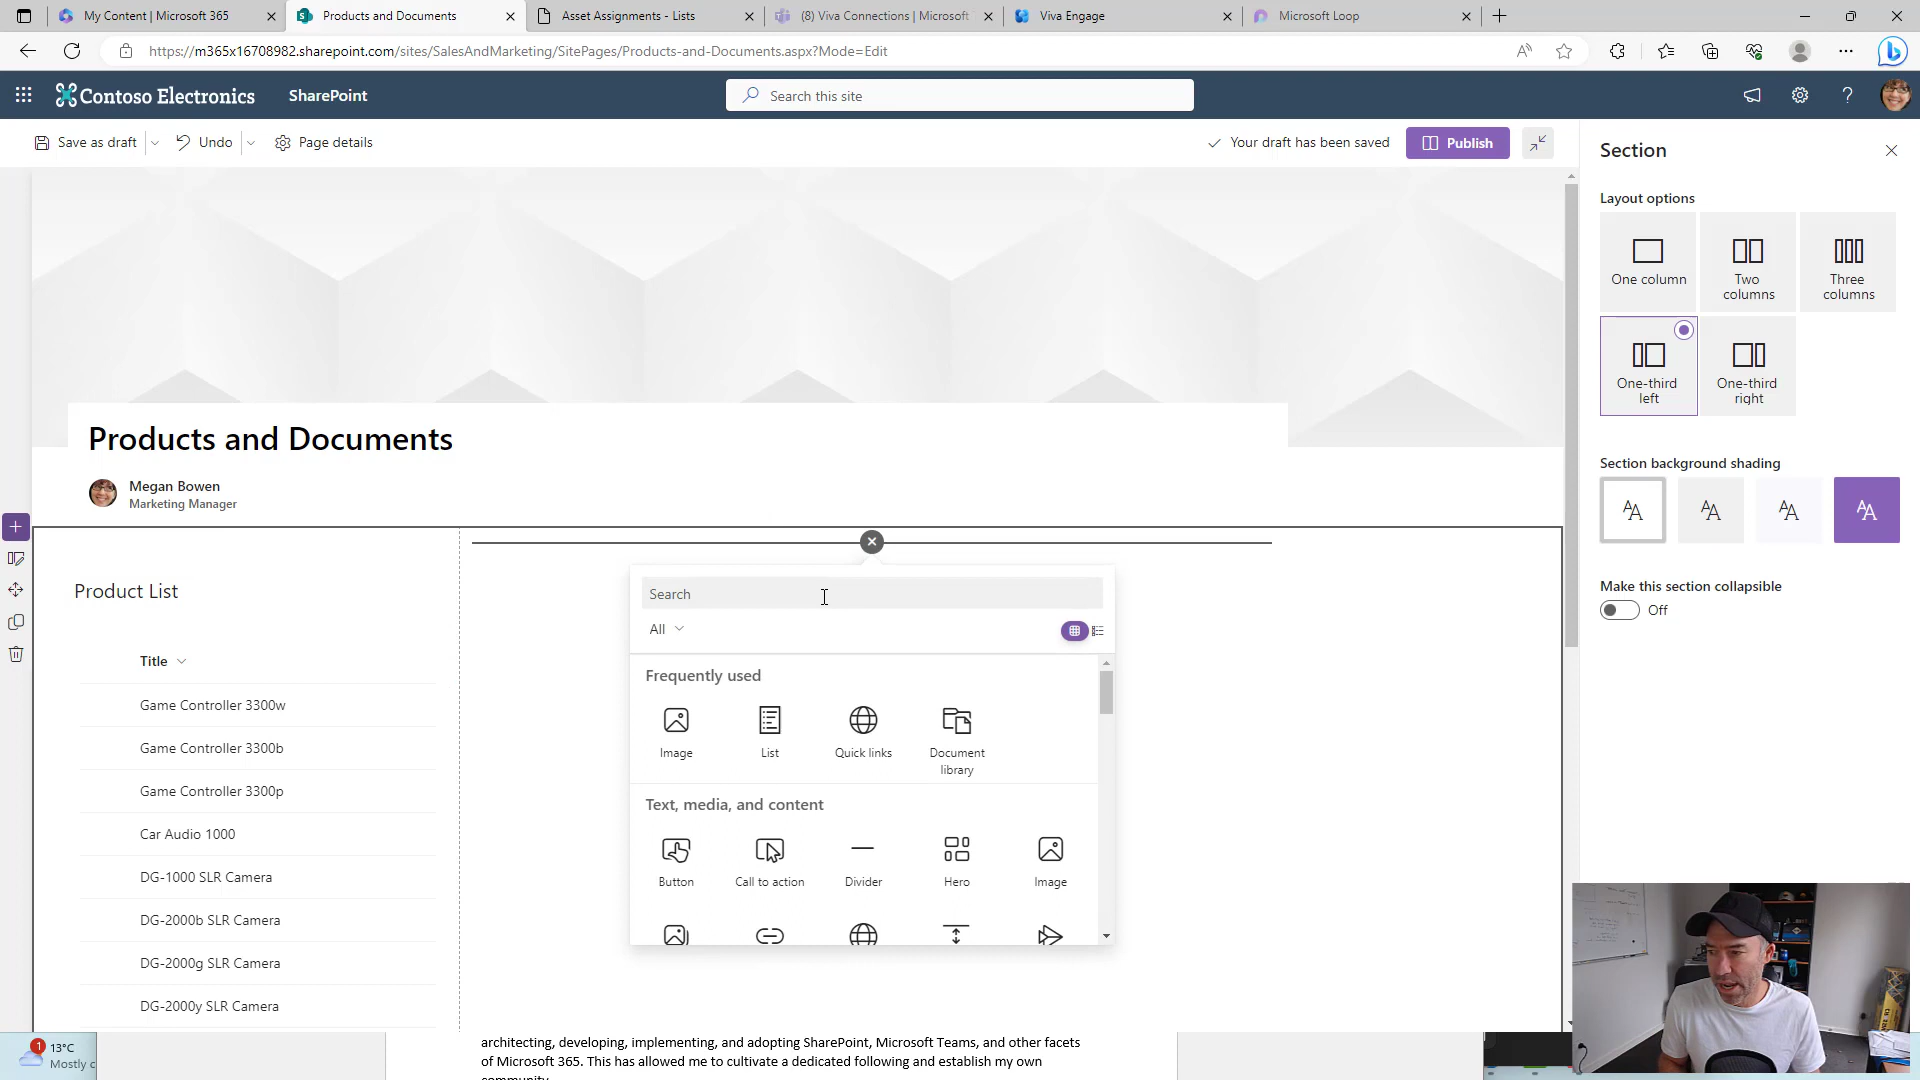 My Content | Microsoft 365
Products and Documents
Asset Assignments - Lists
(8) Viva Connections | Microsoft
Viva Engage
Microsoft Loop
https://m365x16708982.sharepoint.com/sites/SalesAndMarketing/SitePages/Products-and-Documents.aspx?Mode=Edit
Contoso Electronics
SharePoint
Search this site
Save as draft
Undo
Page details
Your draft has been saved
Publish
Section
Layout options
One column
Two columns
Three columns
One-third left
One-third right
Section background shading
Make this section collapsible
Off
Products and Documents
Megan Bowen
Marketing Manager
Product List
Title
Game Controller 3300w
Game Controller 3300b
Game Controller 3300p
Car Audio 1000
DG-1000 SLR Camera
DG-2000b SLR Camera
DG-2000g SLR Camera
DG-2000y SLR Camera
Search
All
Frequently used
Image
List
Quick links
Document library
Text, media, and content
Button
Call to action
Divider
Hero
Image
1
13°C
Mostly c
architecting, developing, implementing, and adopting SharePoint, Microsoft Teams, and other facets
of Microsoft 365. This has allowed me to cultivate a dedicated following and establish my own
community